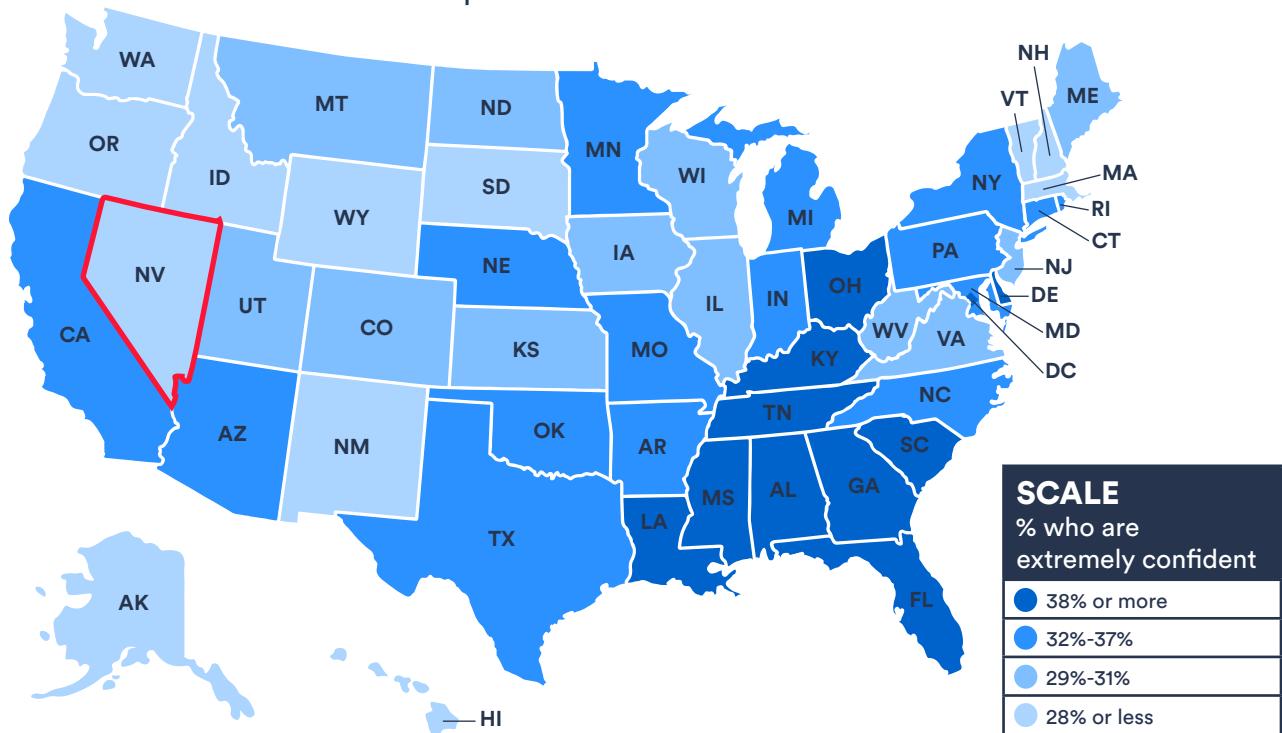 WA
MT
ND
MN
OR
ID
SD
WI
WY
MI
NH
VT
ME
NY
MA
RI
CT
NV
UT
CO
NE
IA
IL
IN
OH
PA
NJ
DE
MD
DC
CA
KS
MO
KY
WV
VA
AZ
NM
OK
AR
TN
NC
SC
TX
LA
MS
AL
GA
FL
AK
HI
SCALE
% who are
extremely confident
38% or more
32%-37%
29%-31%
28% or less